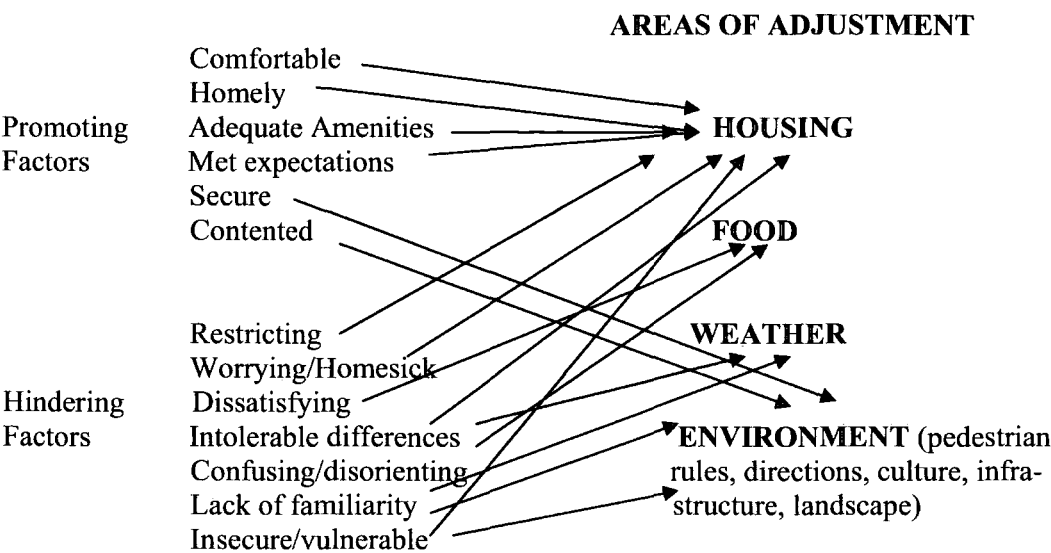 AREAS OF ADJUSTMENT
Comfortable
Homely
Promoting Adequate Amenities HOUSING
Factors Met expectations
Secure
Contented FOOD
Restricting WEATHER
Worrying/Homesick
Hindering Dissatisfying
Factors Intolerable differences ENVIRONMENT (pedestrian
Confusing/disorienting rules, directions, culture, infra-
Lack of familiarity structure, landscape)
Insecure/vulnerable